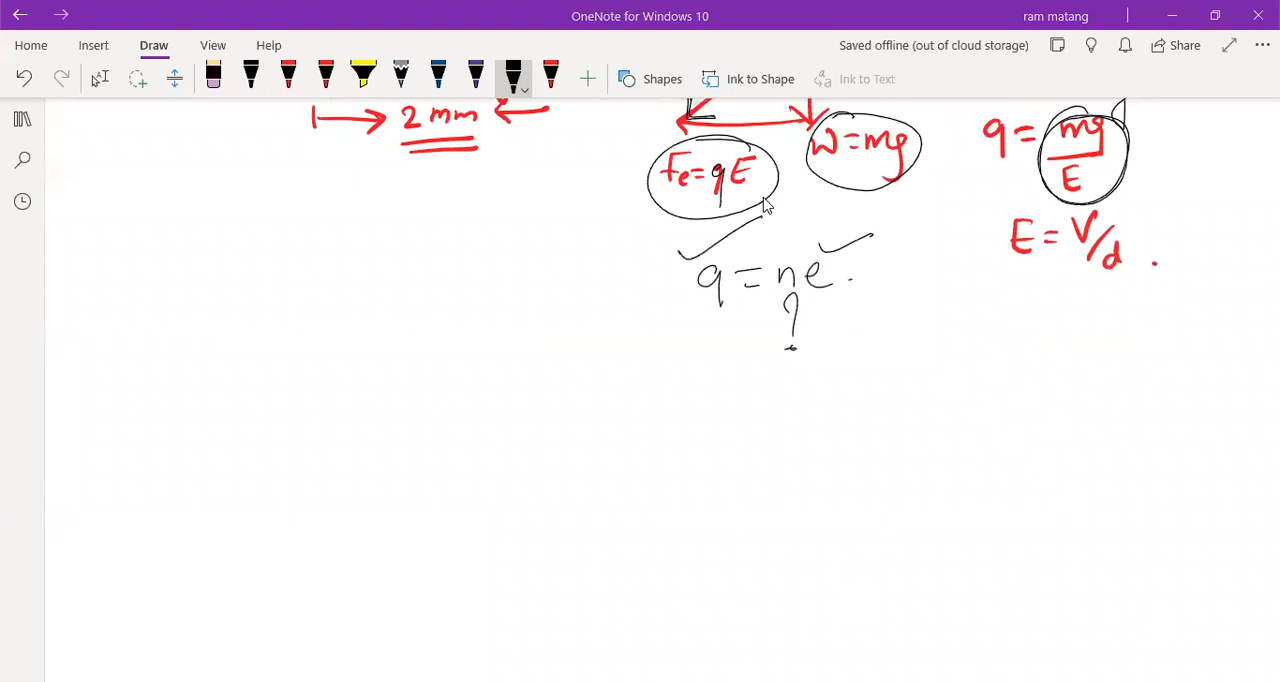 OneNote for Windows 10
ram matang
Home Insert Draw View Help
Saved offline (out of cloud storage)
Share
Shapes
Ink to Shape
Ink to Text
2 mm
Fe = qE
W = mg
q = mg/E
E = V/d .
q = ne .
?